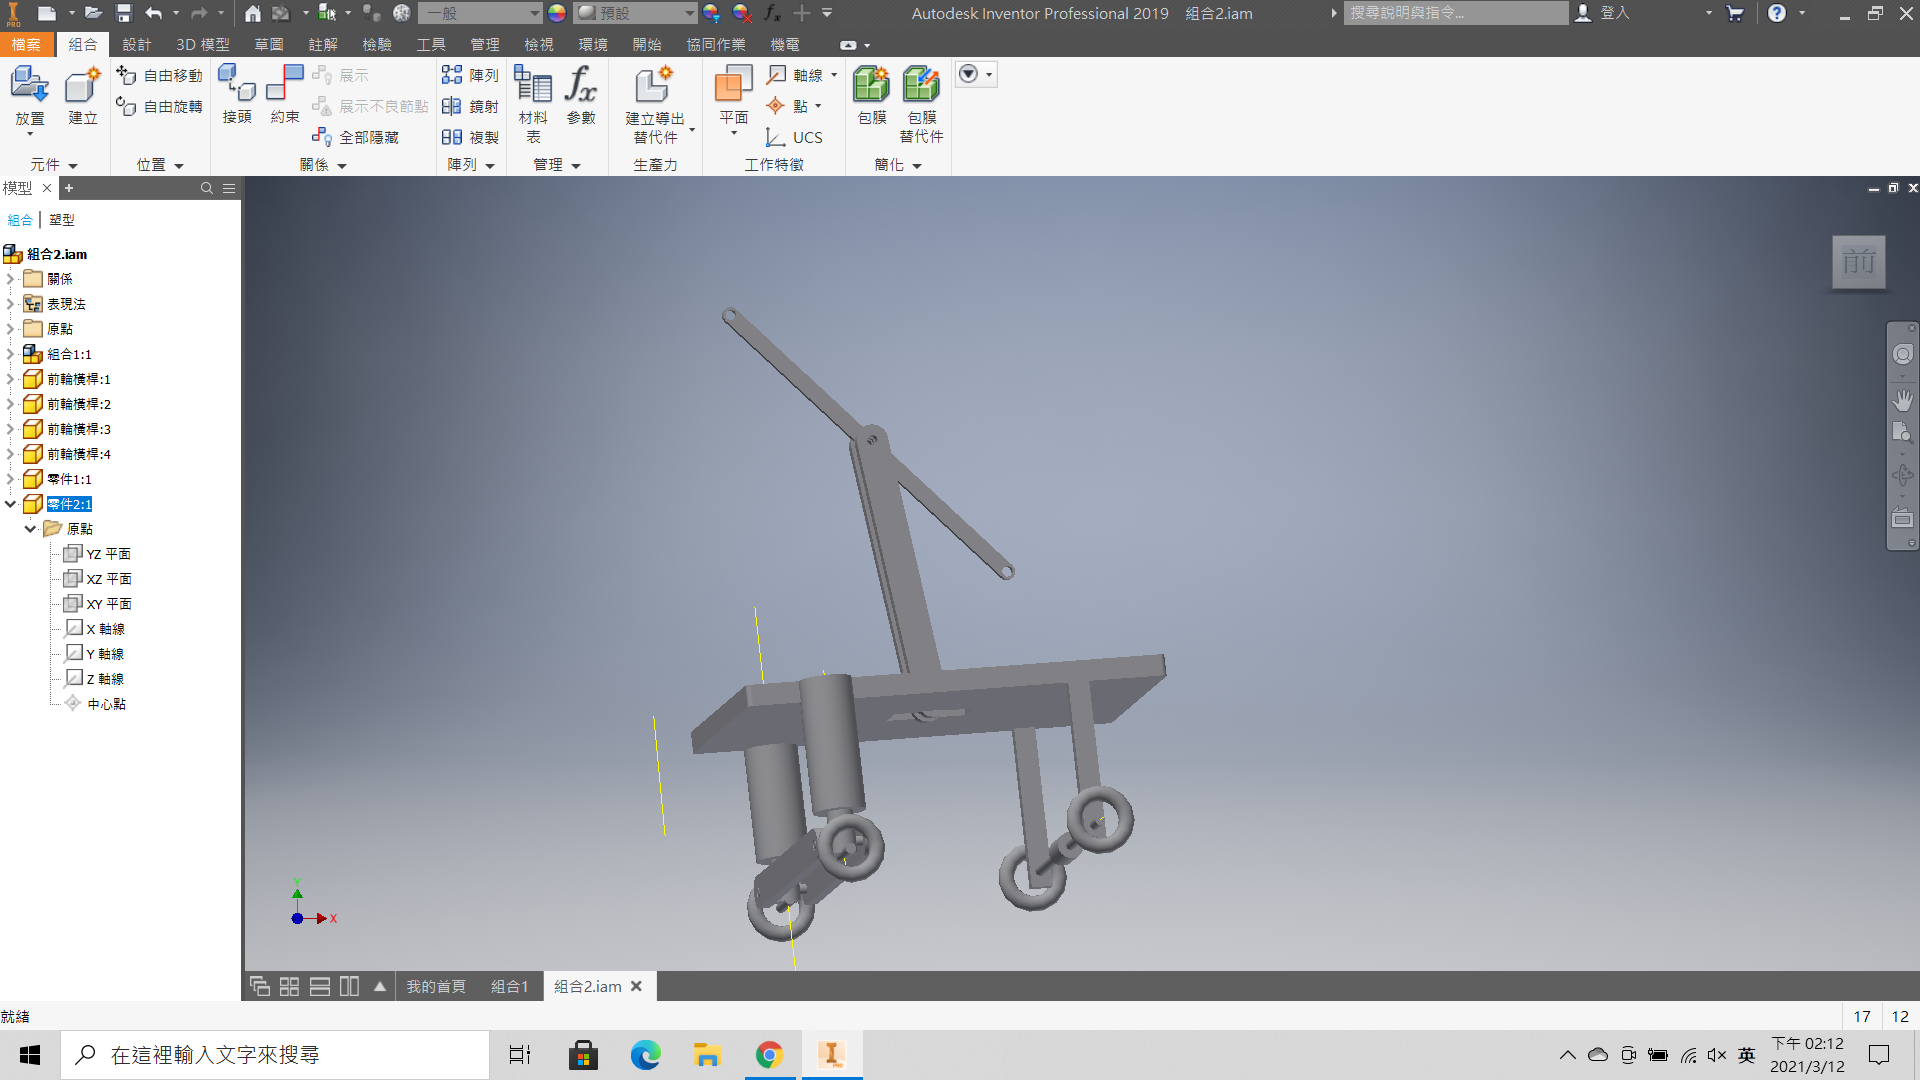 PRO
一般
預設
fx
Autodesk Inventor Professional 2019 組合2.iam
搜尋說明與指令...
登入
檔案 組合 設計 3D 模型 草圖 註解 檢驗 工具 管理 檢視 環境 開始 協同作業 機電
放置
建立
自由移動
自由旋轉
接頭
約束
展示
展示不良節點
全部隱藏
陣列
鏡射
複製
材料
表
fx
參數
建立導出
替代件
平面
軸線
點
UCS
包膜
包膜
替代件
元件 位置 關係 陣列 管理 生產力 工作特徵 簡化
模型
組合 | 塑型
組合2.iam
關係
表現法
原點
組合1:1
前輪橫桿:1
前輪橫桿:2
前輪橫桿:3
前輪橫桿:4
零件1:1
零件2:1
原點
YZ 平面
XZ 平面
XY 平面
X 軸線
Y 軸線
Z 軸線
中心點
前
Y
X
我的首頁 組合1 組合2.iam
就緒
17 12
在這裡輸入文字來搜尋
PRO
英
下午 02:12
2021/3/12